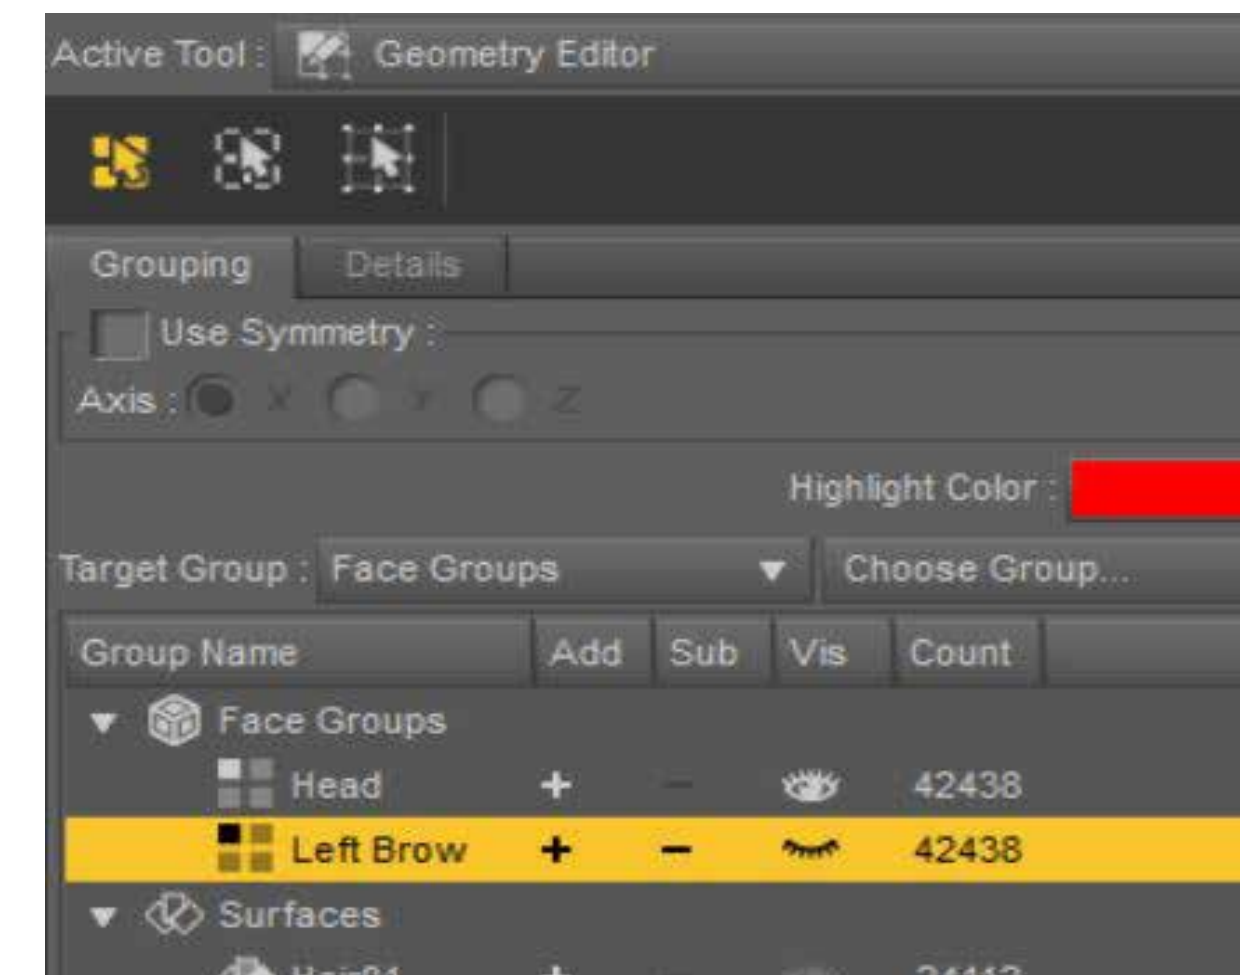 Active Tool : Geometry Editor
Grouping Details
Use Symmetry :
Axis : X Y Z
Highlight Color :
Target Group : Face Groups Choose Group...
Group Name Add Sub Vis Count
Face Groups
Head + − 42438
Left Brow + − 42438
Surfaces